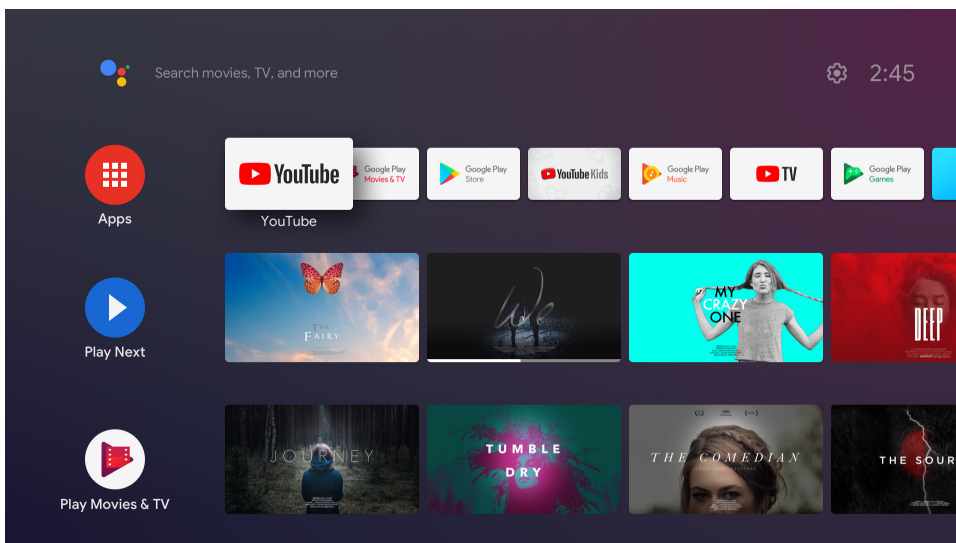 Search movies, TV, and more
2:45
YouTube
Google Play
Movies & TV
Google Play
Store
YouTube Kids
Google Play
Music
TV
Google Play
Games
Apps
YouTube
THE
FAIRY
We
MY
CRAZY
ONE
DEEP
Play Next
JOURNEY
TUMBLE
DRY
THE COMEDIAN
THE SOUR
Play Movies & TV